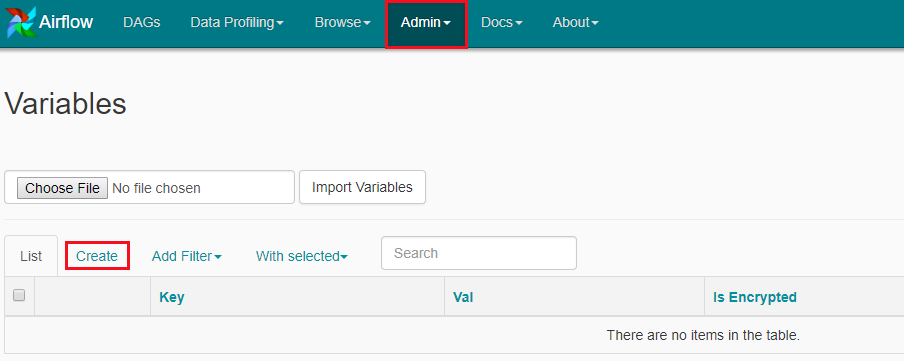 Airflow DAGs Data Profiling Browse Admin Docs About
Variables
Choose File No file chosen Import Variables
List Create Add Filter With selected Search
Key Val Is Encrypted
There are no items in the table.